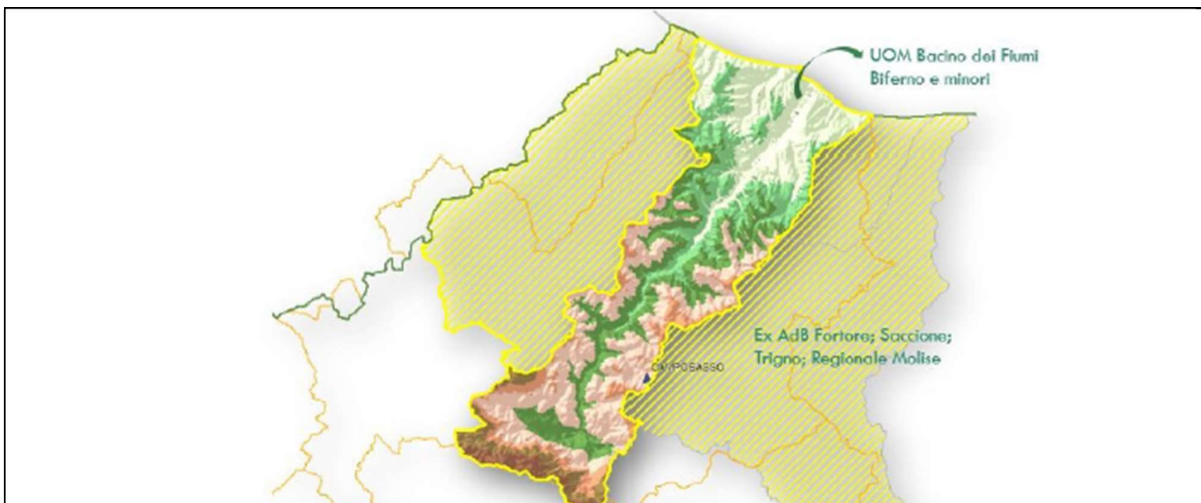 UOM Bacino dei Fiumi
Biferno e minori
Ex AdB Fortore; Saccione;
Trigno; Regionale Molise
CAMPOBASSO